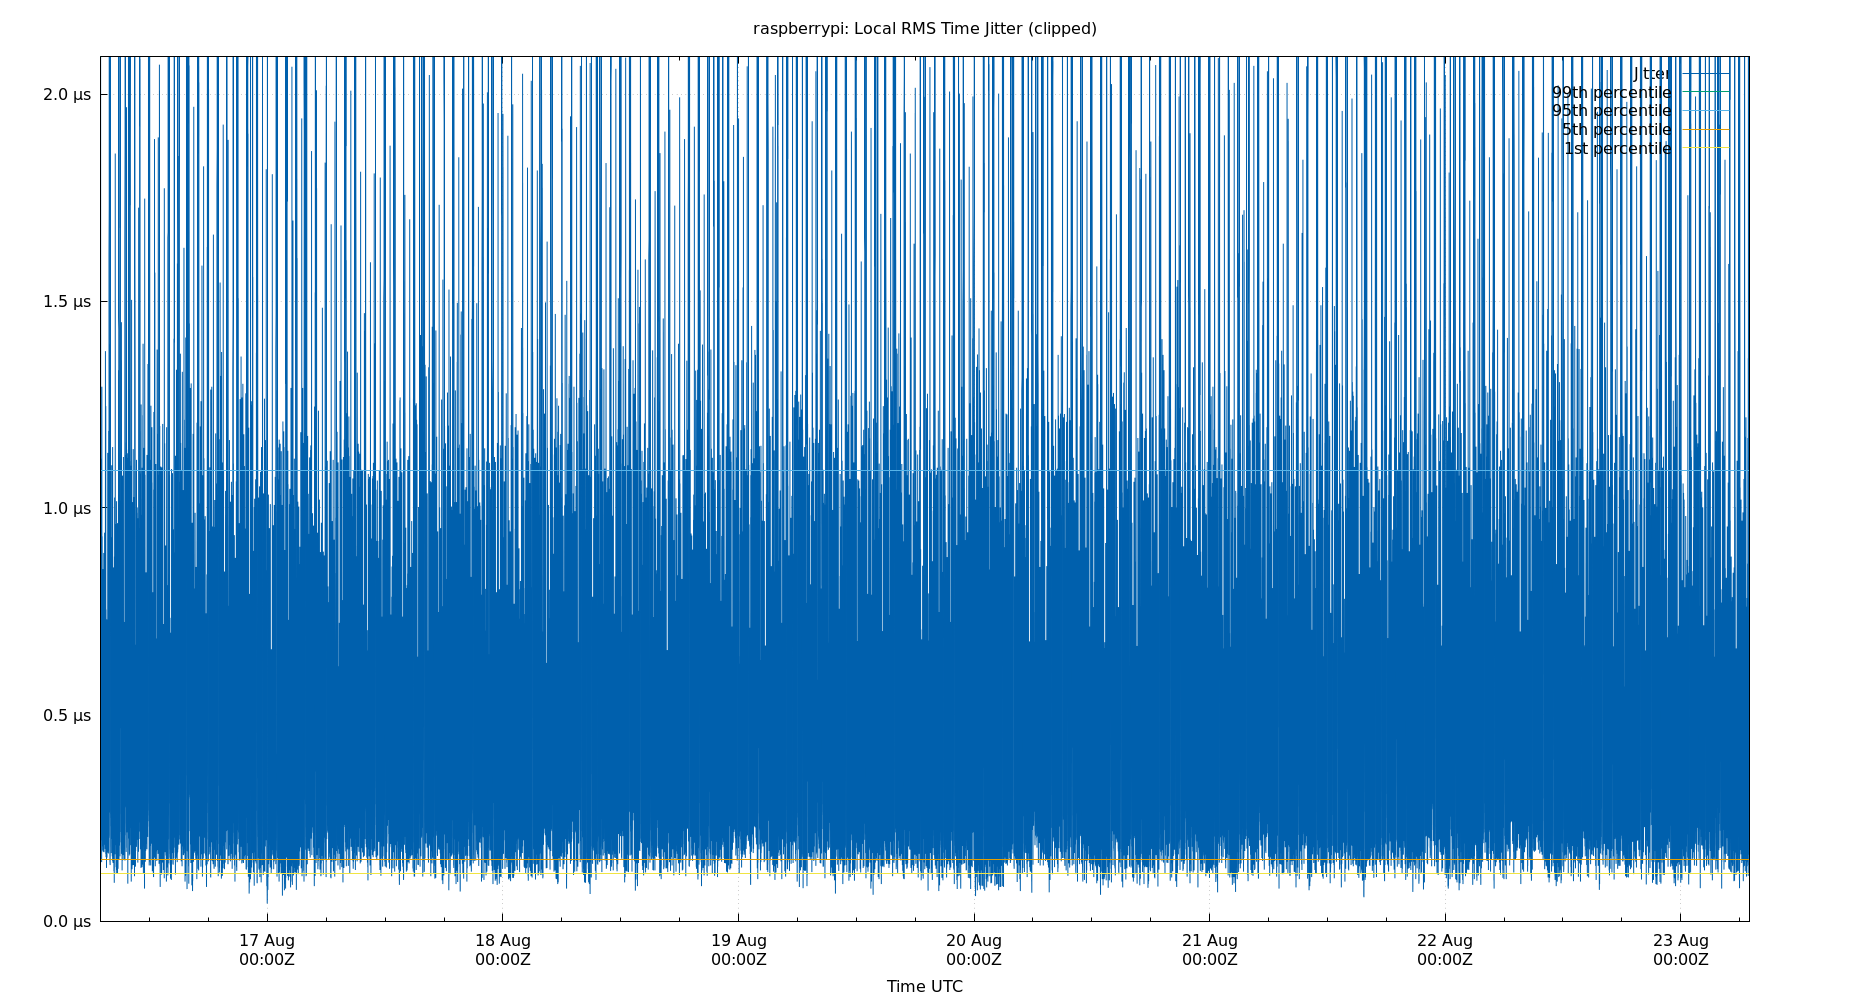 raspberrypi: Local RMS Time Jitter (clipped)
2.0 µs
1.5 µs
1.0 µs
0.5 µs
0.0 µs
Jitter
99th percentile
95th percentile
5th percentile
1st percentile
17 Aug 18 Aug 19 Aug 20 Aug 21 Aug 22 Aug 23 Aug
00:00Z 00:00Z 00:00Z 00:00Z 00:00Z 00:00Z 00:00Z
Time UTC